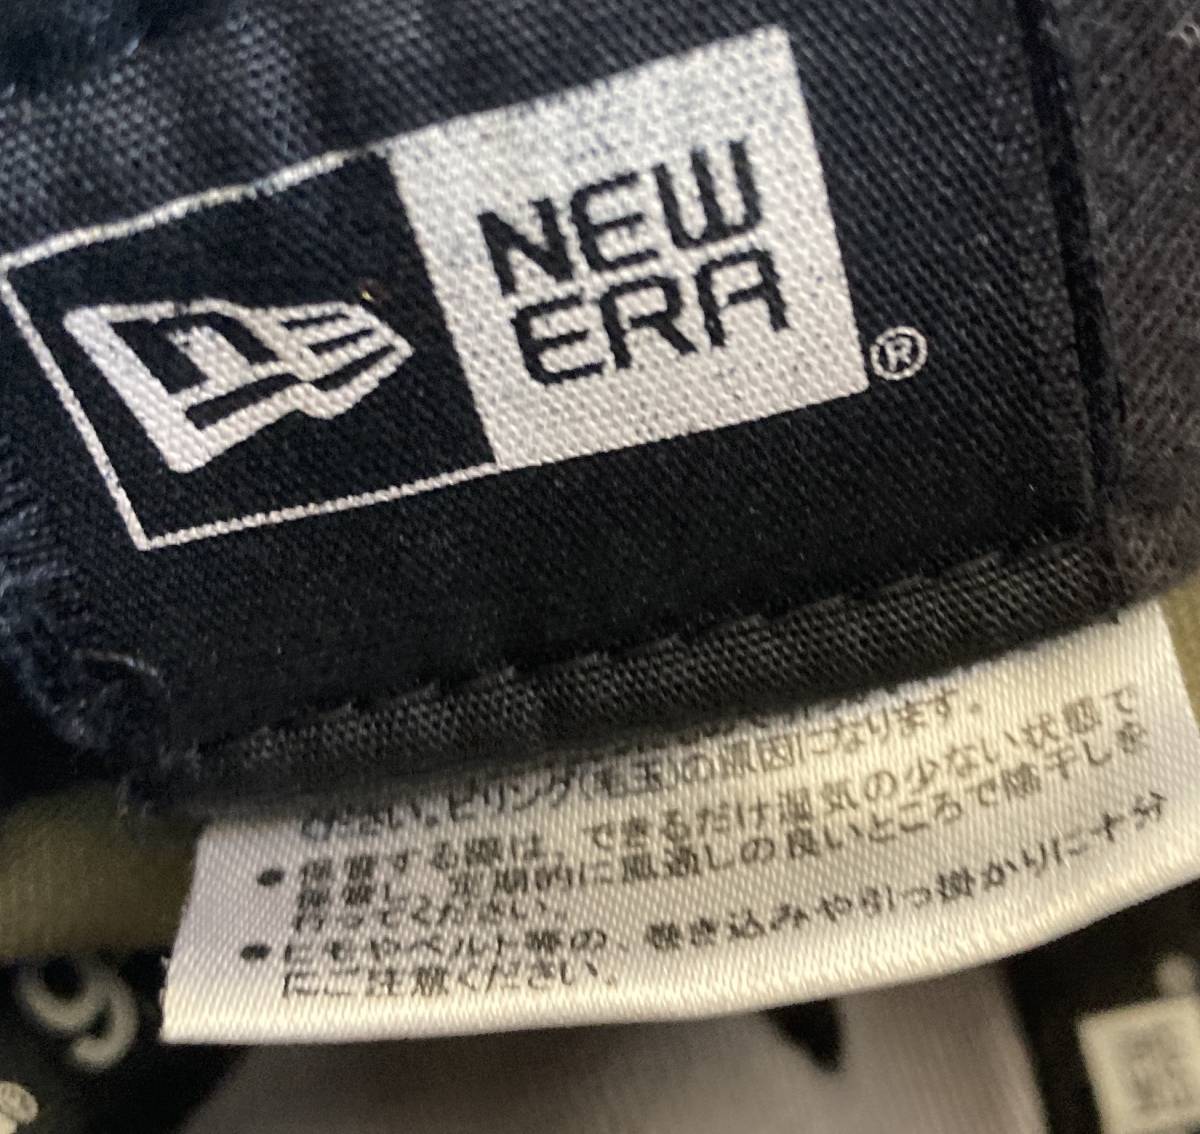 NEW
ERA
®
ください。ピリング(毛玉)の原因になります。
●保管する際は、できるだけ湿気の少ない状態で
保管し、定期的に風通しの良いところで陰干しを
行ってください。
●ヒモやベルト等の、巻き込みや引っ掛かりに十分
にご注意ください。
9